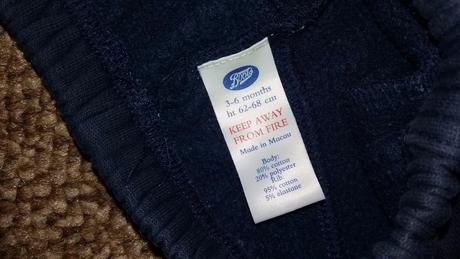 Boots
3-6 months
ht 62-68 cm
KEEP AWAY
FROM FIRE
Made in Macau
Body:
80% cotton
20% polyester
Rib:
95% cotton
5% elastane